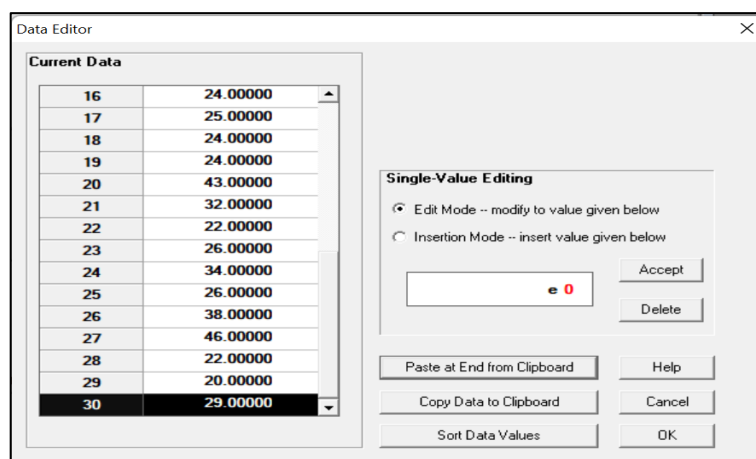 Data Editor
Current Data
16 24.00000
17 25.00000
18 24.00000
19 24.00000
20 43.00000
21 32.00000
22 22.00000
23 26.00000
24 34.00000
25 26.00000
26 38.00000
27 46.00000
28 22.00000
29 20.00000
30 29.00000
Single-Value Editing
Edit Mode -- modify to value given below
Insertion Mode -- insert value given below
e 0
Accept
Delete
Paste at End from Clipboard
Help
Copy Data to Clipboard
Cancel
Sort Data Values
OK